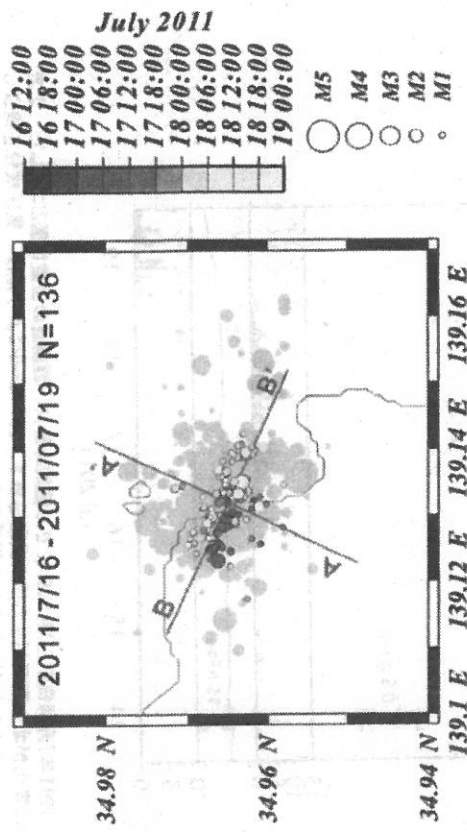 July 2011
16 12:00
16 18:00
17 00:00
17 06:00
17 12:00
17 18:00
18 00:00
18 06:00
18 12:00
18 18:00
19 00:00
M5
M4
M3
M2
M1
2011/7/16 - 2011/07/19 N=136
A'
B
B'
A
34.98 N
34.96 N
34.94 N
139.1 E
139.12 E
139.14 E
139.16 E